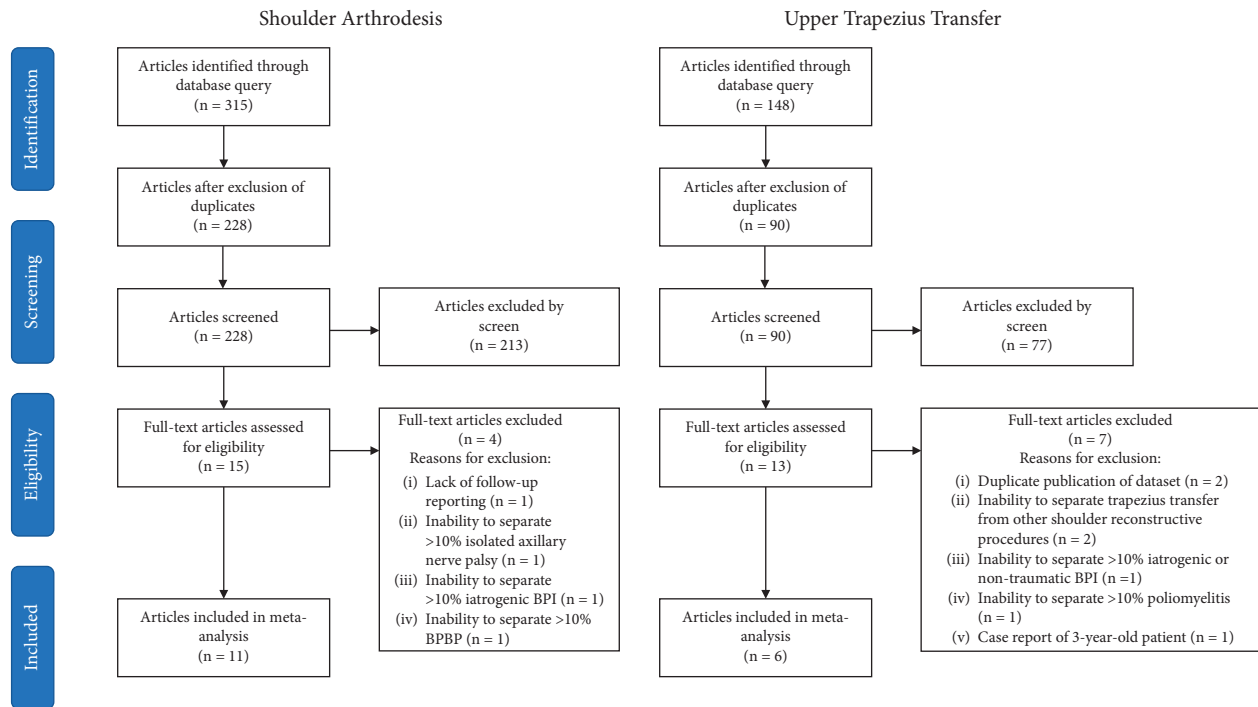 Shoulder Arthrodesis
Identification
Screening
Eligibility
Included
Articles identified through
database query
(n = 315)
Articles after exclusion of
duplicates
(n = 228)
Articles screened
(n = 228)
Articles excluded by
screen
(n = 213)
Full-text articles assessed
for eligibility
(n = 15)
Full-text articles excluded
(n = 4)
Reasons for exclusion:
(i) Lack of follow-up
reporting (n = 1)
(ii) Inability to separate
>10% isolated axillary
nerve palsy (n = 1)
(iii) Inability to separate
>10% iatrogenic BPI (n = 1)
(iv) Inability to separate >10%
BPBP (n = 1)
Articles included in meta-
analysis
(n = 11)
Upper Trapezius Transfer
Articles identified through
database query
(n = 148)
Articles after exclusion of
duplicates
(n = 90)
Articles screened
(n = 90)
Articles excluded by
screen
(n = 77)
Full-text articles assessed
for eligibility
(n = 13)
Full-text articles excluded
(n = 7)
Reasons for exclusion:
(i) Duplicate publication of dataset (n = 2)
(ii) Inability to separate trapezius transfer
from other shoulder reconstructive
procedures (n = 2)
(iii) Inability to separate >10% iatrogenic or
non-traumatic BPI (n =1)
(iv) Inability to separate >10% poliomyelitis
(n = 1)
(v) Case report of 3-year-old patient (n = 1)
Articles included in meta-
analysis
(n = 6)